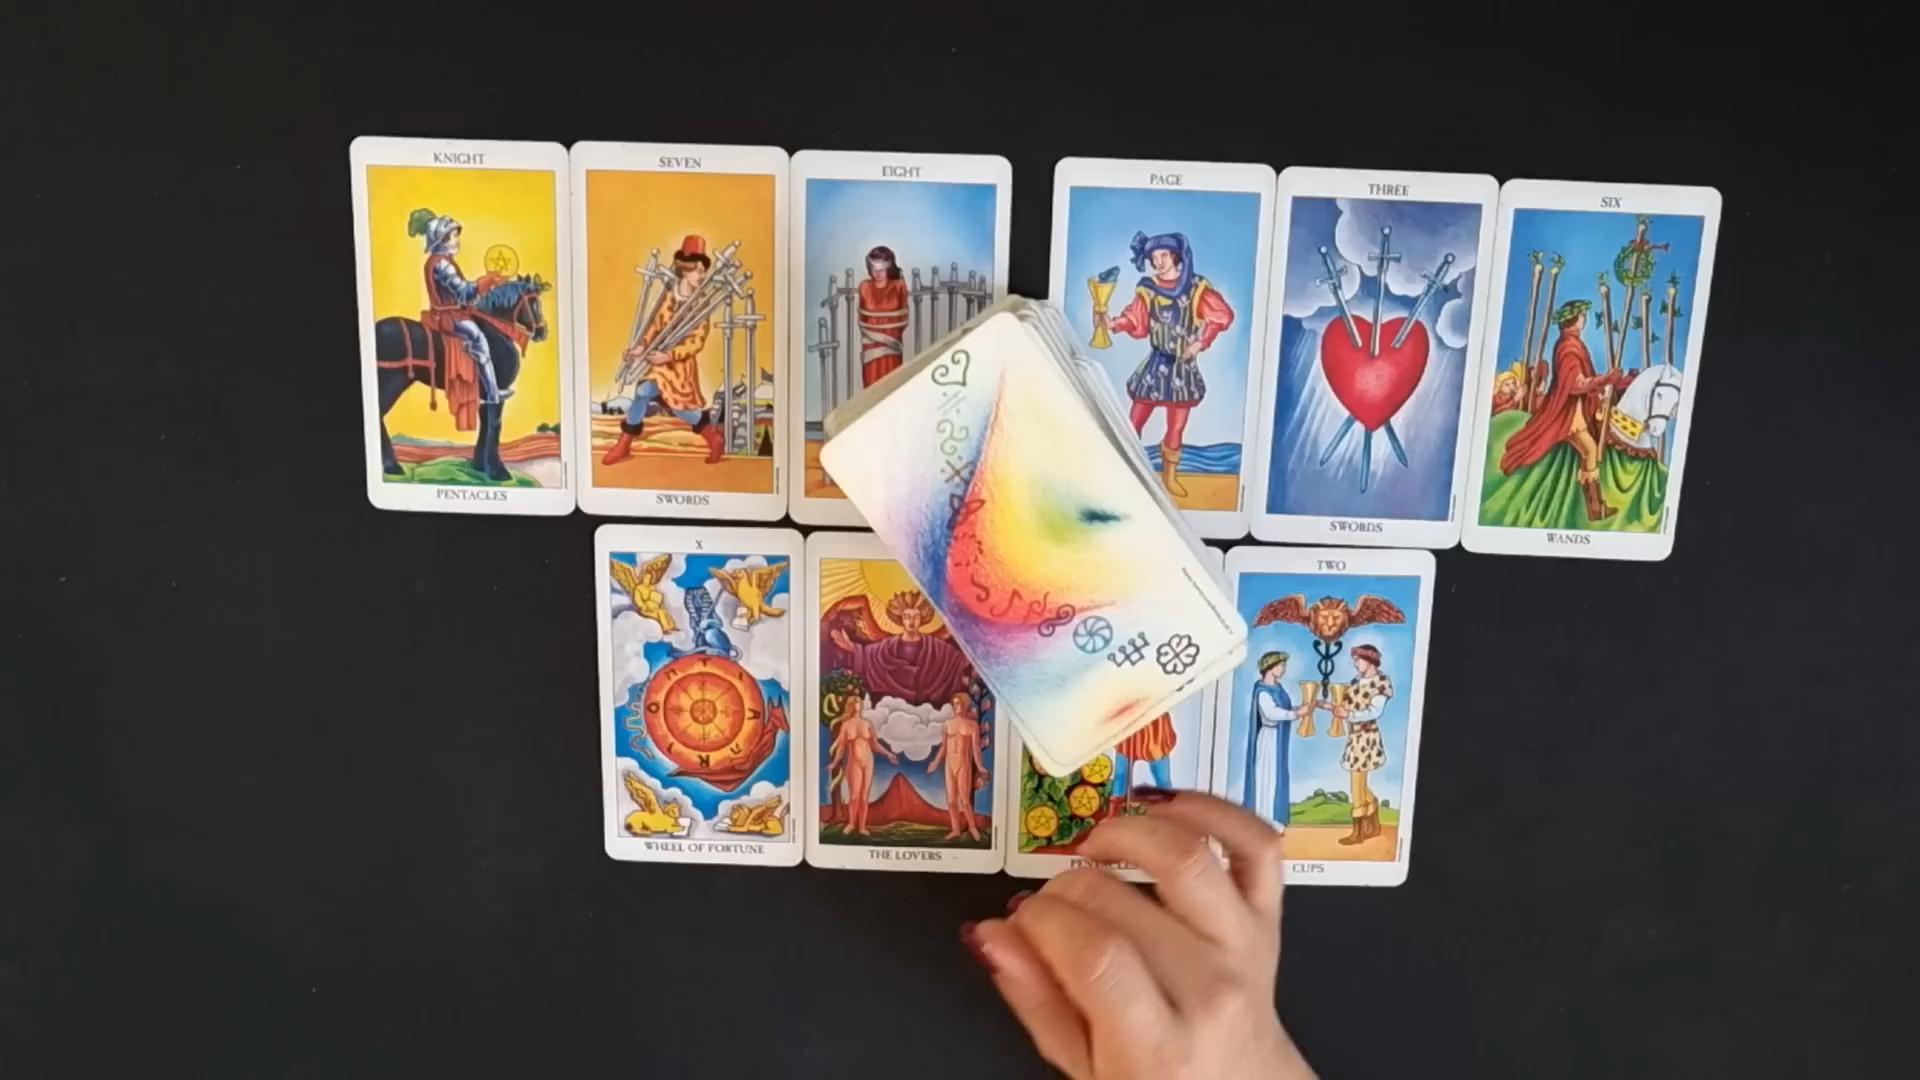 KNIGHT
PENTACLES
SEVEN
SWORDS
EIGHT
PAGE
THREE
SWORDS
SIX
WANDS
X
WHEEL OF FORTUNE
THE LOVERS
TWO
CUPS